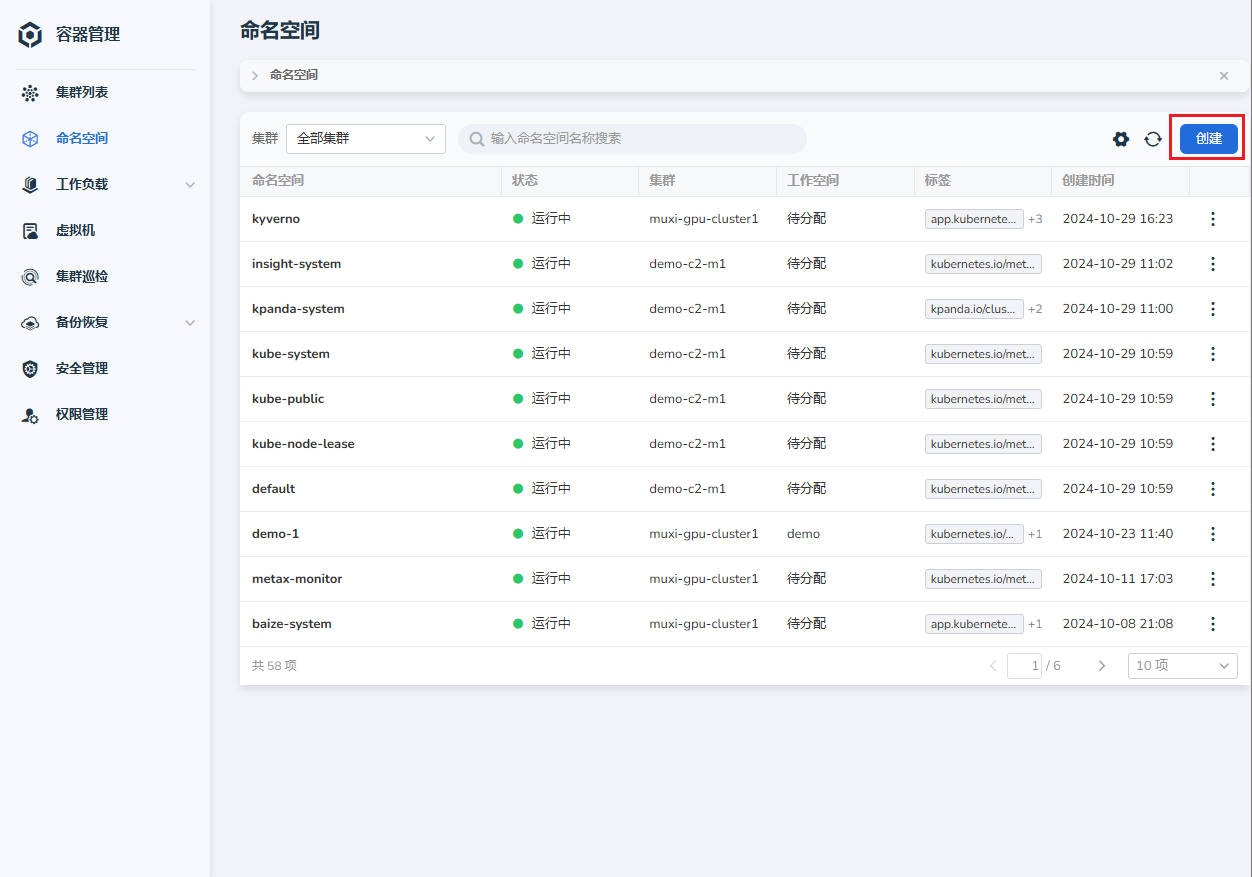 容器管理
集群列表
命名空间
工作负载
虚拟机
集群巡检
备份恢复
安全管理
权限管理
命名空间
命名空间
集群 全部集群 输入命名空间名称搜索 创建
命名空间 状态 集群 工作空间 标签 创建时间
kyverno 运行中 muxi-gpu-cluster1 待分配 app.kubernete... +3 2024-10-29 16:23
insight-system 运行中 demo-c2-m1 待分配 kubernetes.io/met... 2024-10-29 11:02
kpanda-system 运行中 demo-c2-m1 待分配 kpanda.io/clus... +2 2024-10-29 11:00
kube-system 运行中 demo-c2-m1 待分配 kubernetes.io/met... 2024-10-29 10:59
kube-public 运行中 demo-c2-m1 待分配 kubernetes.io/met... 2024-10-29 10:59
kube-node-lease 运行中 demo-c2-m1 待分配 kubernetes.io/met... 2024-10-29 10:59
default 运行中 demo-c2-m1 待分配 kubernetes.io/met... 2024-10-29 10:59
demo-1 运行中 muxi-gpu-cluster1 demo kubernetes.io/... +1 2024-10-23 11:40
metax-monitor 运行中 muxi-gpu-cluster1 待分配 kubernetes.io/met... 2024-10-11 17:03
baize-system 运行中 muxi-gpu-cluster1 待分配 app.kubernete... +1 2024-10-08 21:08
共 58 项 1 / 6 10 项